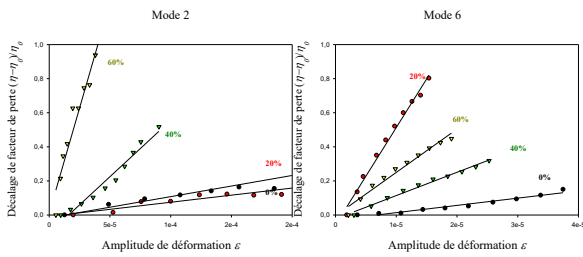 Mode 2
Mode 6
Décalage de facteur de perte (η−η₀)/η₀
1,0
0,8
0,6
0,4
0,2
0,0
60%
40%
20%
0%
0
5e-5
1e-4
2e-4
2e-4
Amplitude de déformation ε
Décalage de facteur de perte (η−η₀)/η₀
1,0
0,8
0,6
0,4
0,2
0,0
20%
60%
40%
0%
0
1e-5
2e-5
3e-5
4e-5
Amplitude de déformation ε